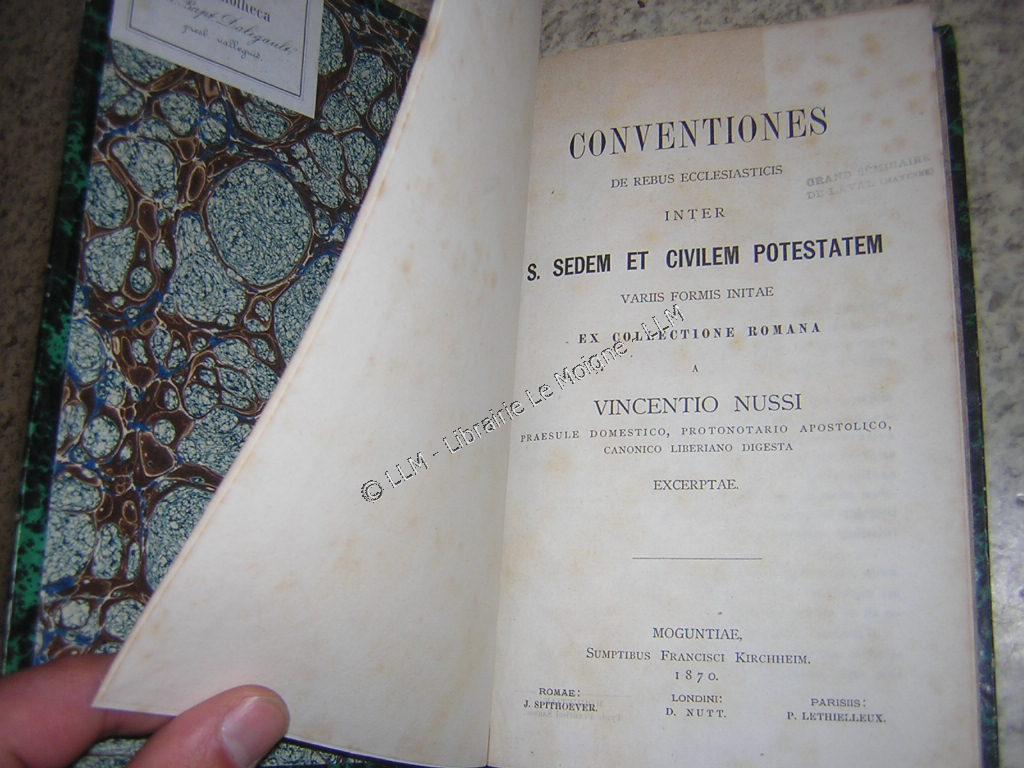 CONVENTIONES
DE REBUS ECCLESIASTICIS
INTER
S. SEDEM ET CIVILEM POTESTATEM
VARIIS FORMIS INITAE
EX COLLECTIONE ROMANA
A
VINCENTIO NUSSI
PRAESULE DOMESTICO, PROTONOTARIO APOSTOLICO,
CANONICO LIBERIANO DIGESTA
EXCERPTAE.
MOGUNTIAE,
SUMPTIBUS FRANCISCI KIRCHHEIM.
1870.
ROMAE:
J. SPITHOEVER.
LONDINI:
D. NUTT.
PARISIIS:
P. LETHIELLEUX.
GRAND SÉMINAIRE
DE LAVAL (MAYENNE)
© LLM - Librairie Le Moigne - LLM